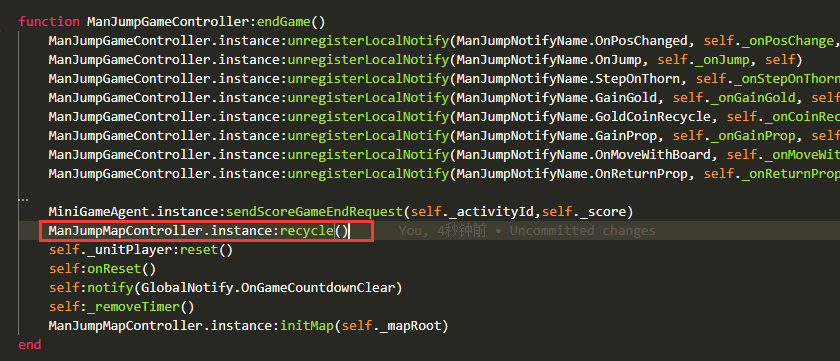 function ManJumpGameController:endGame()
ManJumpGameController.instance:unregisterLocalNotify(ManJumpNotifyName.OnPosChanged, self._onPosChange,
ManJumpGameController.instance:unregisterLocalNotify(ManJumpNotifyName.OnJump, self._onJump, self)
ManJumpGameController.instance:unregisterLocalNotify(ManJumpNotifyName.StepOnThorn, self._onStepOnThorn
ManJumpGameController.instance:unregisterLocalNotify(ManJumpNotifyName.GainGold, self._onGainGold, self
ManJumpGameController.instance:unregisterLocalNotify(ManJumpNotifyName.GoldCoinRecycle, self._onCoinRec
ManJumpGameController.instance:unregisterLocalNotify(ManJumpNotifyName.GainProp, self._onGainProp, self
ManJumpGameController.instance:unregisterLocalNotify(ManJumpNotifyName.OnMoveWithBoard, self._onMoveWit
ManJumpGameController.instance:unregisterLocalNotify(ManJumpNotifyName.OnReturnProp, self._onReturnProp
...
MiniGameAgent.instance:sendScoreGameEndRequest(self._activityId,self._score)
ManJumpMapController.instance:recycle() You, 4秒钟前 • Uncommitted changes
self._unitPlayer:reset()
self:onReset()
self:notify(GlobalNotify.OnGameCountdownClear)
self:_removeTimer()
ManJumpMapController.instance:initMap(self._mapRoot)
end